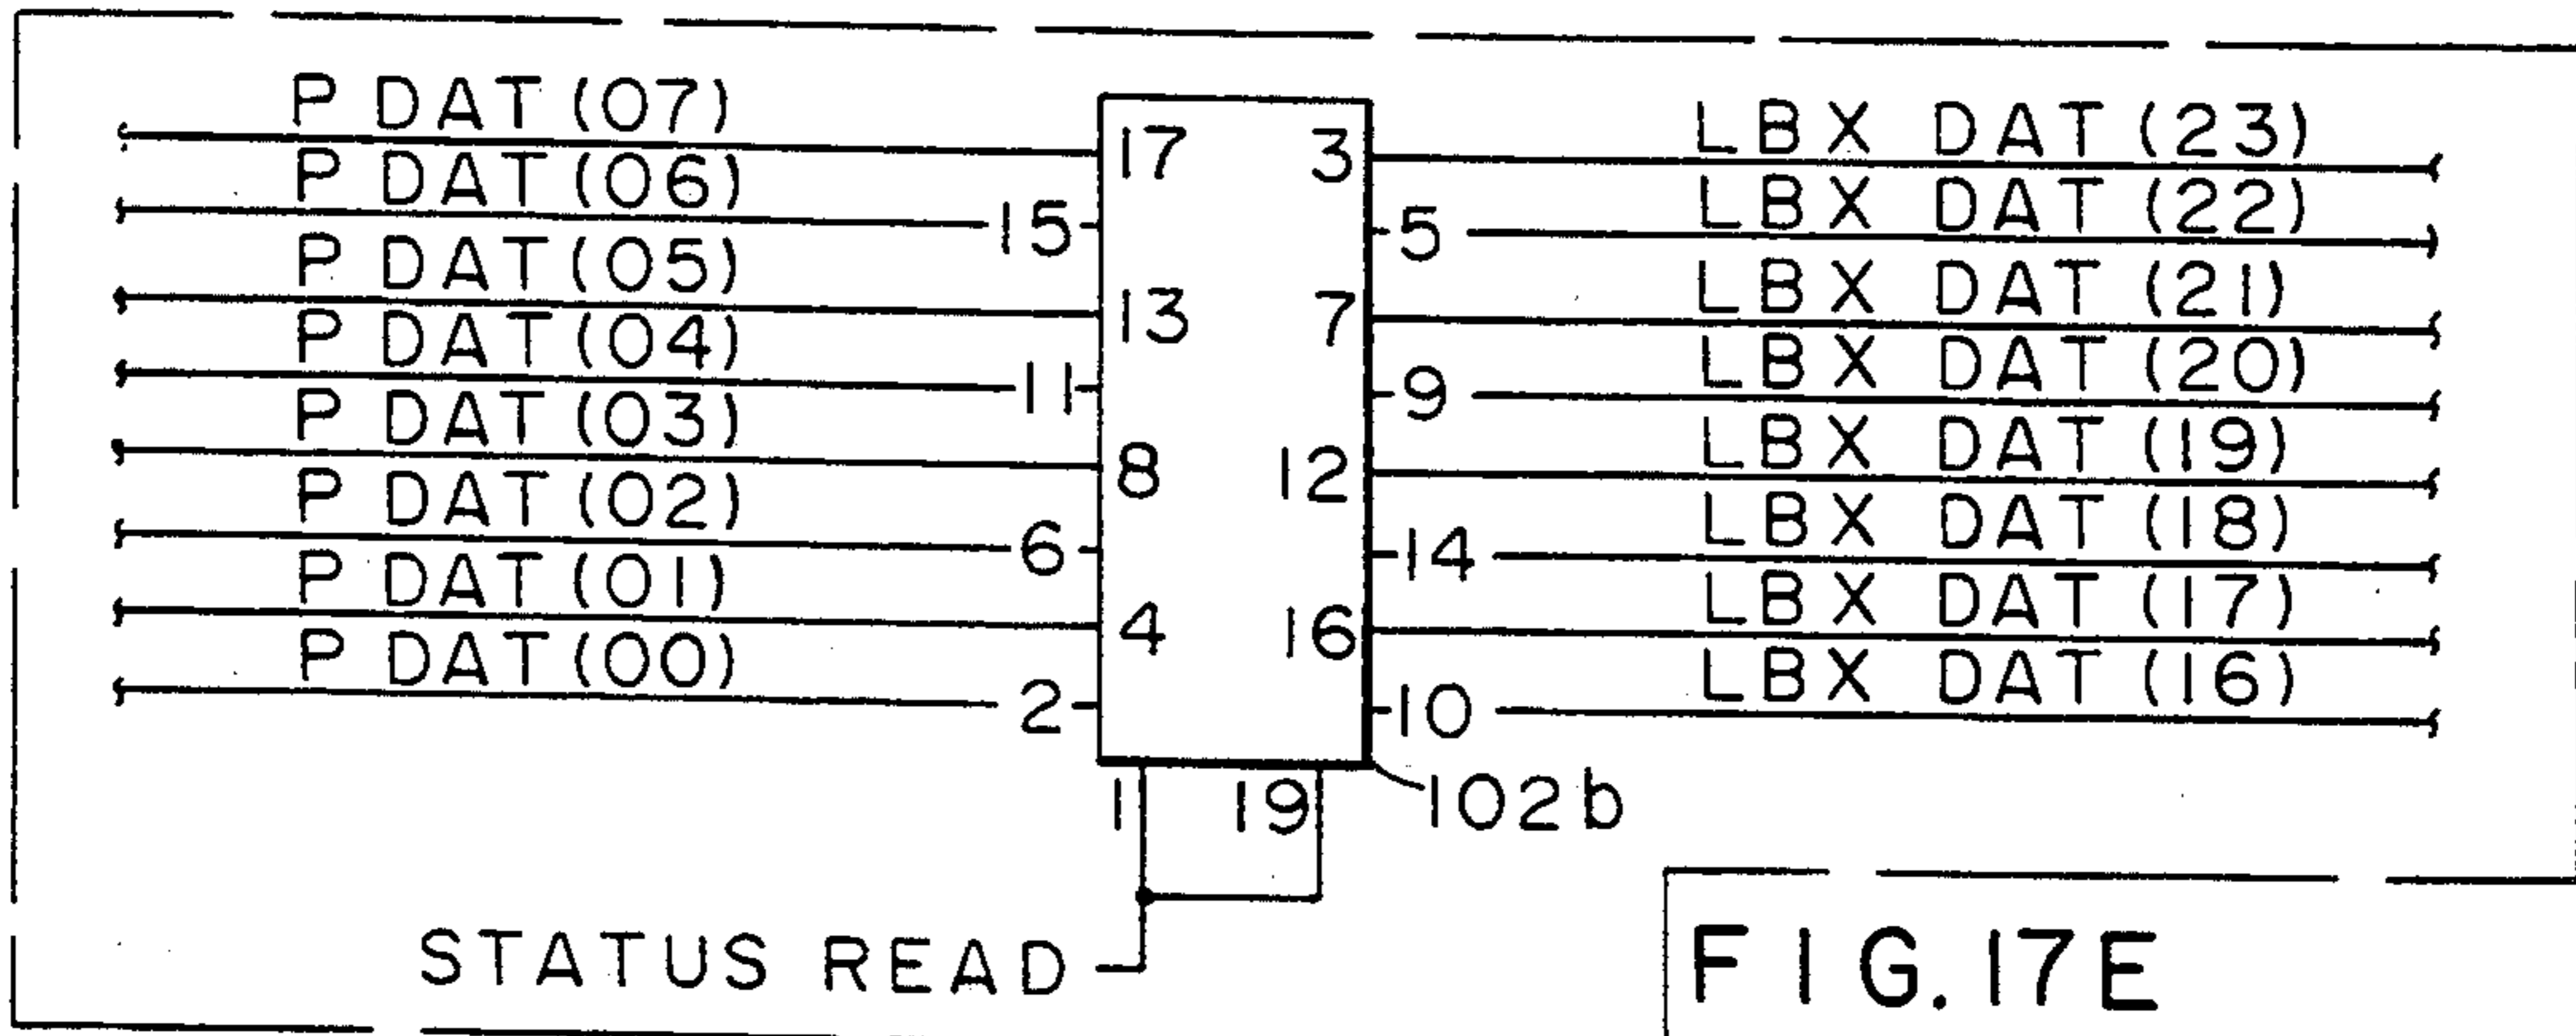 P DAT(07) 17 3 LBX DAT (23)
P DAT(06) 15 5 LBX DAT (22)
P DAT(05) 13 7 LBX DAT (21)
P DAT(04) 11 9 LBX DAT (20)
P DAT(03) 8 12 LBX DAT (19)
P DAT(02) 6 14 LBX DAT (18)
P DAT(01) 4 16 LBX DAT (17)
P DAT(00) 2 10 LBX DAT (16)
1 19 102b
STATUS READ
FIG. 17E